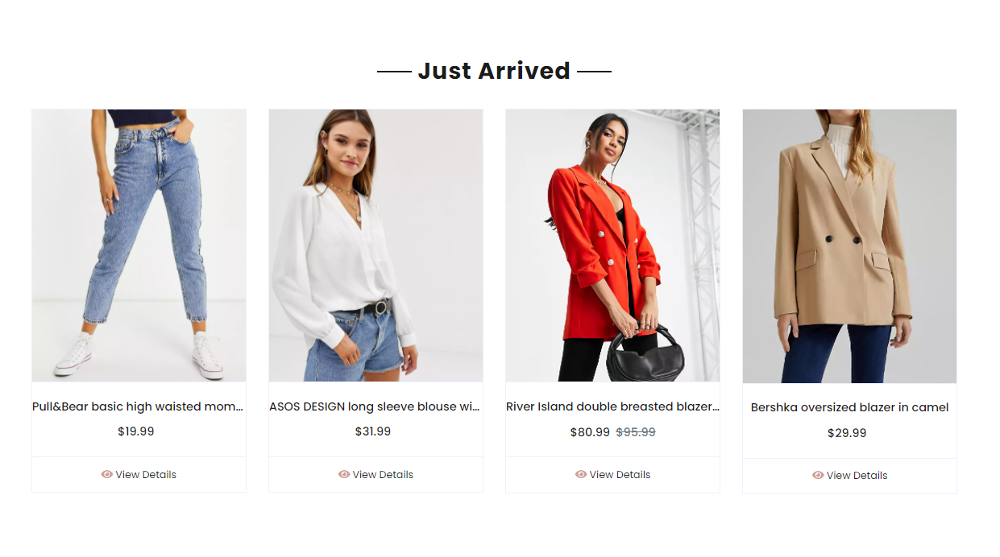 Just Arrived
Pull&Bear basic high waisted mom...
$19.99
View Details
ASOS DESIGN long sleeve blouse wi...
$31.99
View Details
River Island double breasted blazer...
$80.99 $95.99
View Details
Bershka oversized blazer in camel
$29.99
View Details